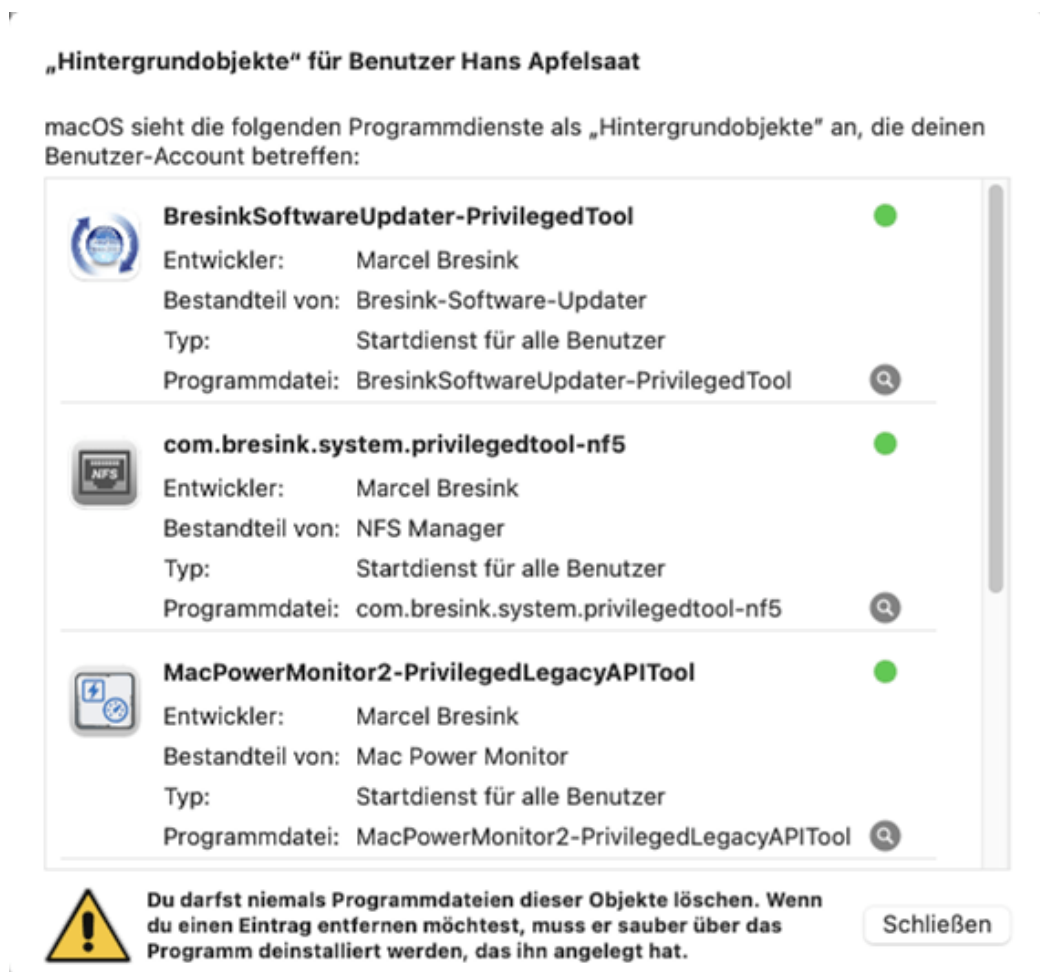 „Hintergrundobjekte“ für Benutzer Hans Apfelsaat
macOS sieht die folgenden Programmdienste als „Hintergrundobjekte“ an, die deinen
Benutzer-Account betreffen:
BresinkSoftwareUpdater-PrivilegedTool
Entwickler: Marcel Bresink
Bestandteil von: Bresink-Software-Updater
Typ: Startdienst für alle Benutzer
Programmdatei: BresinkSoftwareUpdater-PrivilegedTool
com.bresink.system.privilegedtool-nf5
NFS
Entwickler: Marcel Bresink
Bestandteil von: NFS Manager
Typ: Startdienst für alle Benutzer
Programmdatei: com.bresink.system.privilegedtool-nf5
MacPowerMonitor2-PrivilegedLegacyAPITool
Entwickler: Marcel Bresink
Bestandteil von: Mac Power Monitor
Typ: Startdienst für alle Benutzer
Programmdatei: MacPowerMonitor2-PrivilegedLegacyAPITool
Du darfst niemals Programmdateien dieser Objekte löschen. Wenn
du einen Eintrag entfernen möchtest, muss er sauber über das
Programm deinstalliert werden, das ihn angelegt hat.
Schließen